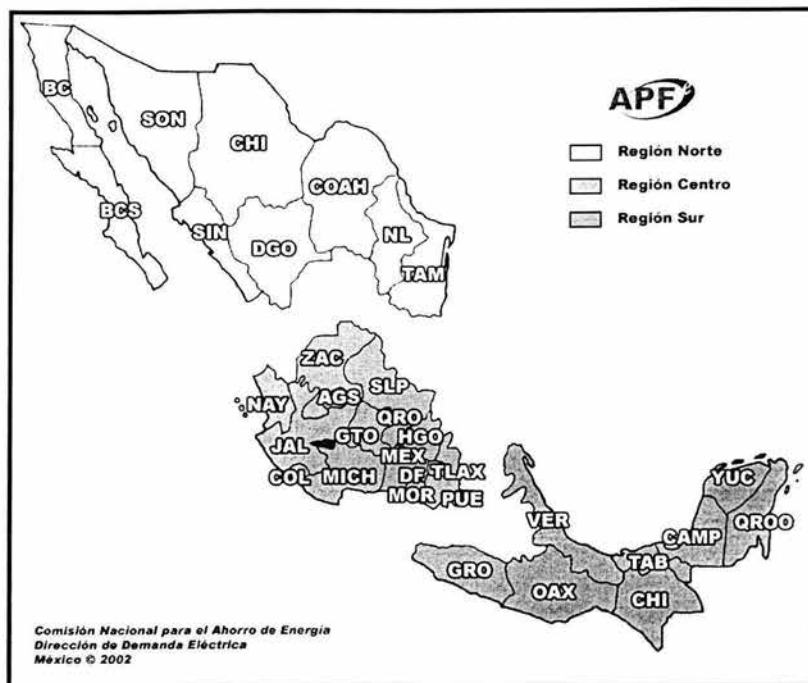 BC
SON
CHI
COAH
BCS
SIN
DGO
NL
TAM
APF
Región Norte
Región Centro
Región Sur
ZAC
SLP
NAY
AGS
QRO
JAL
GTO
HGO
MEX
COL
MICH
DF
TLAX
MOR
PUE
VER
YUC
CAMP
QROO
GRO
OAX
TAB
CHI
Comisión Nacional para el Ahorro de Energía
Dirección de Demanda Eléctrica
México © 2002